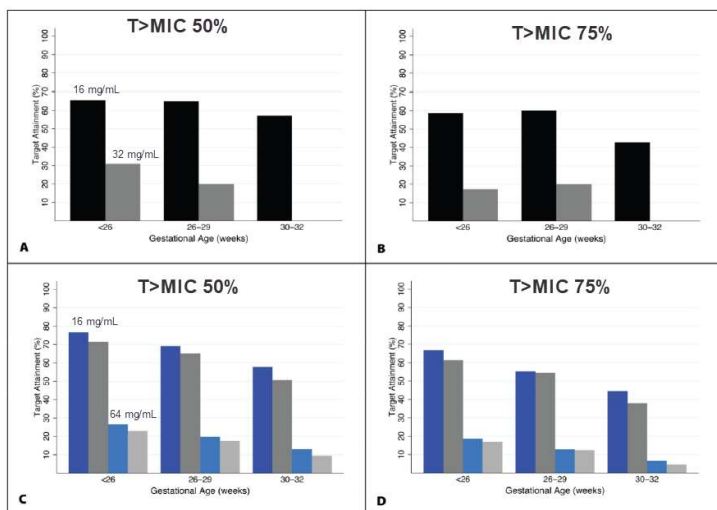 T>MIC 50%
Target Attainment (%)
100
90
80
70
60
50
40
30
20
10
16 mg/mL
32 mg/mL
<26
26–29
30–32
Gestational Age (weeks)
A
T>MIC 75%
Target Attainment (%)
100
90
80
70
60
50
40
30
20
10
<26
26–29
30–32
Gestational Age (weeks)
B
T>MIC 50%
Target Attainment (%)
100
90
80
70
60
50
40
30
20
10
16 mg/mL
64 mg/mL
<26
26–29
30–32
Gestational Age (weeks)
C
T>MIC 75%
Target Attainment (%)
100
90
80
70
60
50
40
30
20
10
<26
26–29
30–32
Gestational Age (weeks)
D